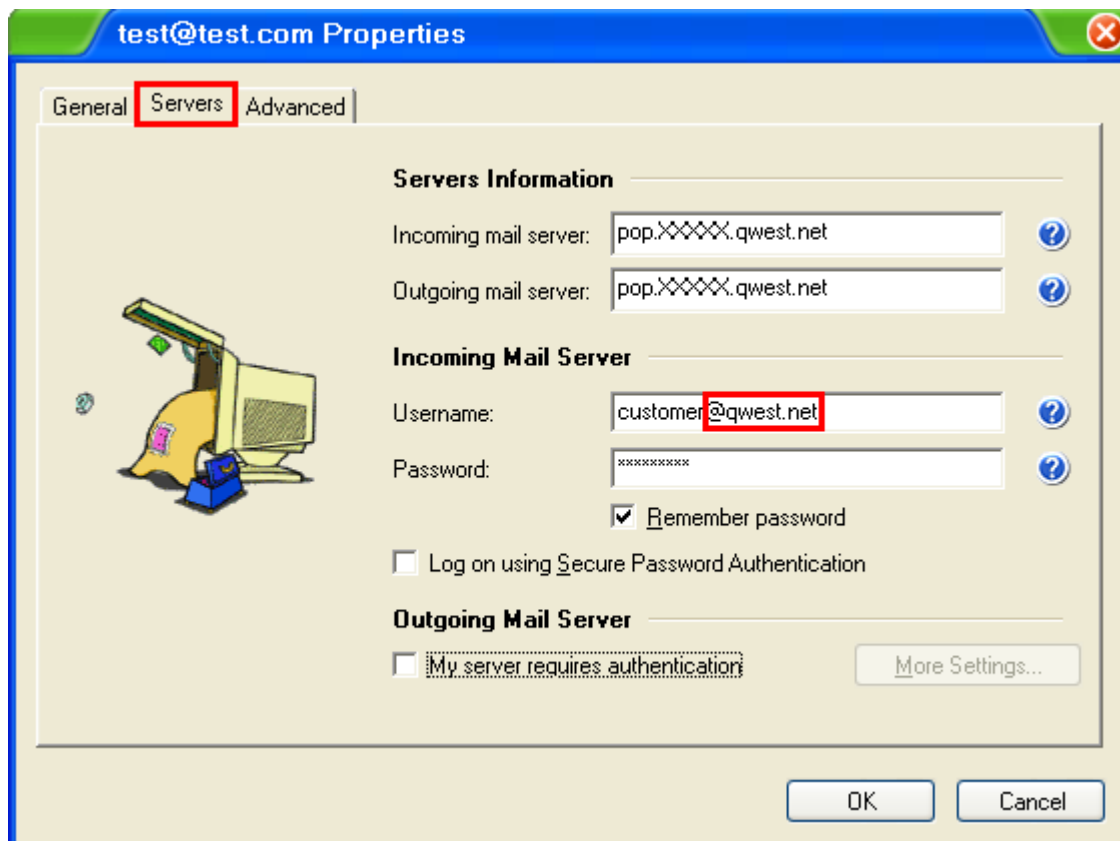 test@test.com Properties
General Servers Advanced
Servers Information
Incoming mail server: pop.XXXXX.qwest.net
Outgoing mail server: pop.XXXXX.qwest.net
Incoming Mail Server
Username: customer@qwest.net
Password: ×××××××××
Remember password
Log on using Secure Password Authentication
Outgoing Mail Server
My server requires authentication More Settings...
OK Cancel